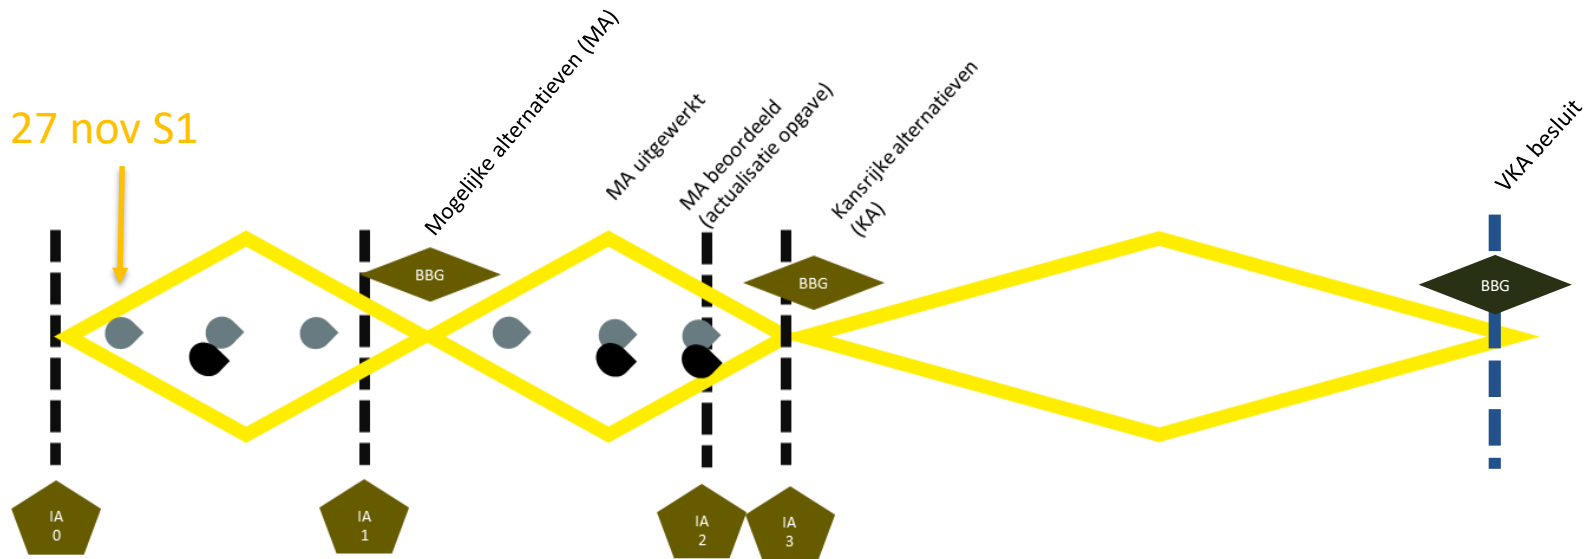 27 nov S1
Mogelijke alternatieven (MA)
MA uitgewerkt
MA beoordeeld
(actualisatie opgave)
Kansrijke alternatieven
(KA)
VKA besluit
BBG
BBG
BBG
IA
0
IA
1
IA
2
IA
3